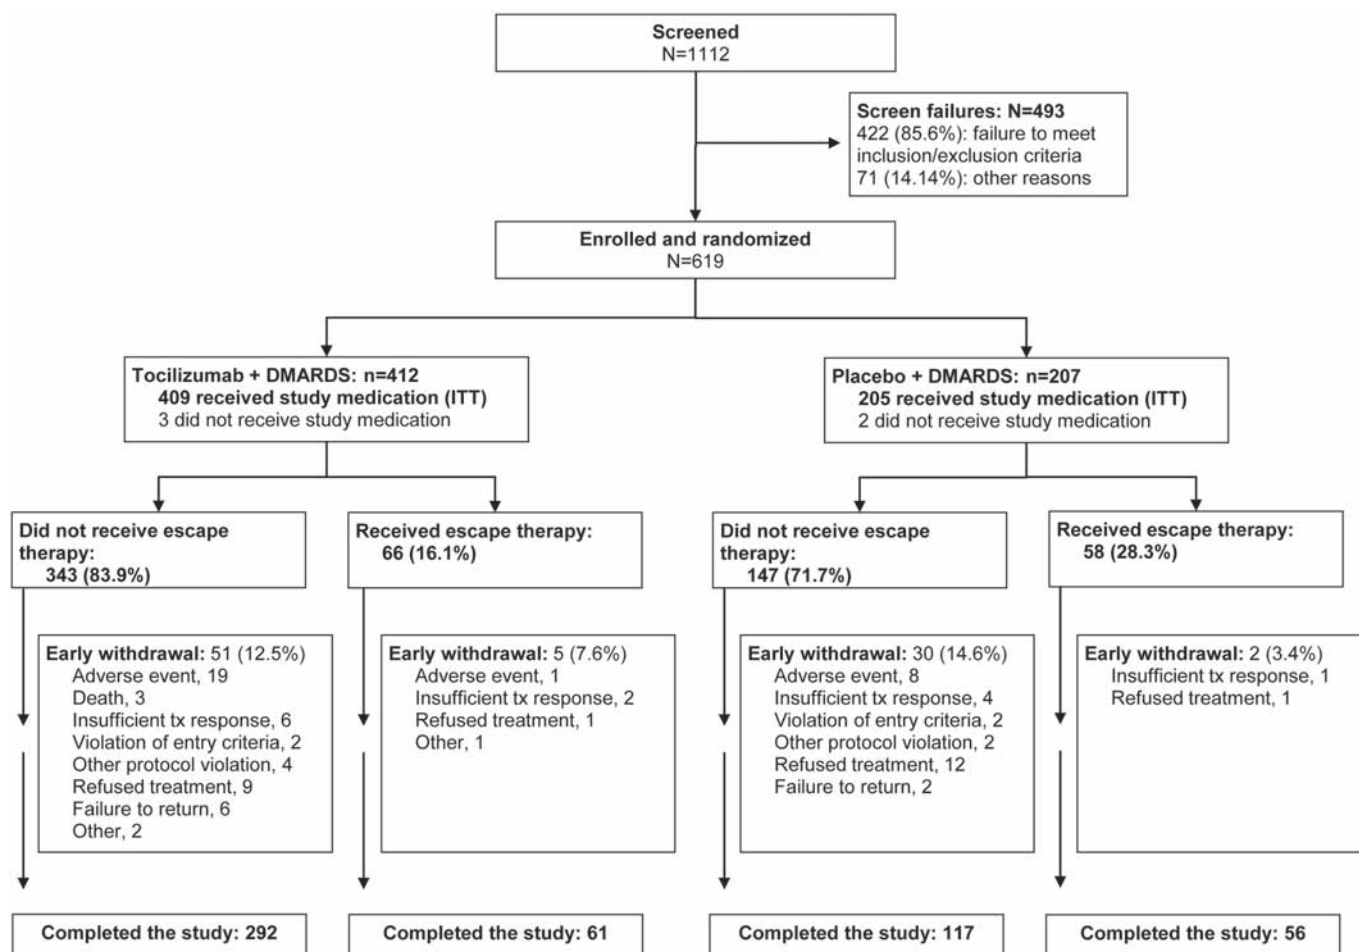 Screened
N=1112
Screen failures: N=493
422 (85.6%): failure to meet
inclusion/exclusion criteria
71 (14.14%): other reasons
Enrolled and randomized
N=619
Tocilizumab + DMARDS: n=412
409 received study medication (ITT)
3 did not receive study medication
Placebo + DMARDS: n=207
205 received study medication (ITT)
2 did not receive study medication
Did not receive escape
therapy:
343 (83.9%)
Received escape therapy:
66 (16.1%)
Did not receive escape
therapy:
147 (71.7%)
Received escape therapy:
58 (28.3%)
Early withdrawal: 51 (12.5%)
Adverse event, 19
Death, 3
Insufficient tx response, 6
Violation of entry criteria, 2
Other protocol violation, 4
Refused treatment, 9
Failure to return, 6
Other, 2
Early withdrawal: 5 (7.6%)
Adverse event, 1
Insufficient tx response, 2
Refused treatment, 1
Other, 1
Early withdrawal: 30 (14.6%)
Adverse event, 8
Insufficient tx response, 4
Violation of entry criteria, 2
Other protocol violation, 2
Refused treatment, 12
Failure to return, 2
Early withdrawal: 2 (3.4%)
Insufficient tx response, 1
Refused treatment, 1
Completed the study: 292
Completed the study: 61
Completed the study: 117
Completed the study: 56